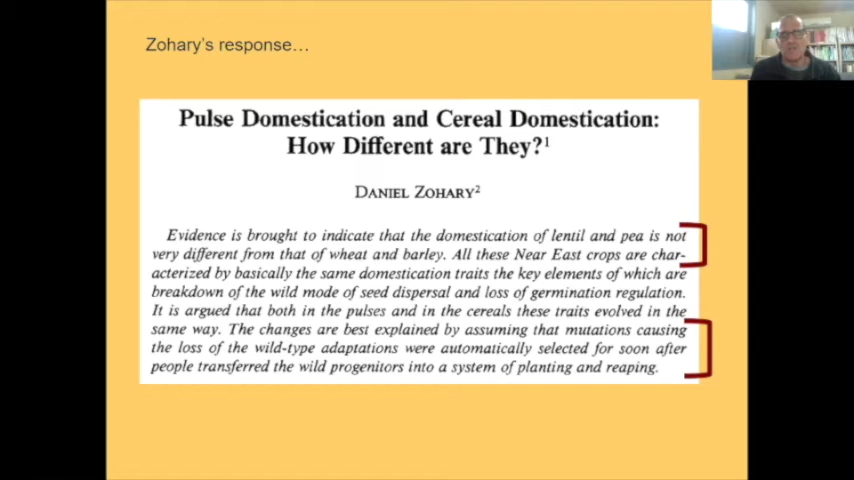 Zohary's response…
Pulse Domestication and Cereal Domestication:
How Different are They?¹
DANIEL ZOHARY²
Evidence is brought to indicate that the domestication of lentil and pea is not
very different from that of wheat and barley. All these Near East crops are char-
acterized by basically the same domestication traits the key elements of which are
breakdown of the wild mode of seed dispersal and loss of germination regulation.
It is argued that both in the pulses and in the cereals these traits evolved in the
same way. The changes are best explained by assuming that mutations causing
the loss of the wild-type adaptations were automatically selected for soon after
people transferred the wild progenitors into a system of planting and reaping.